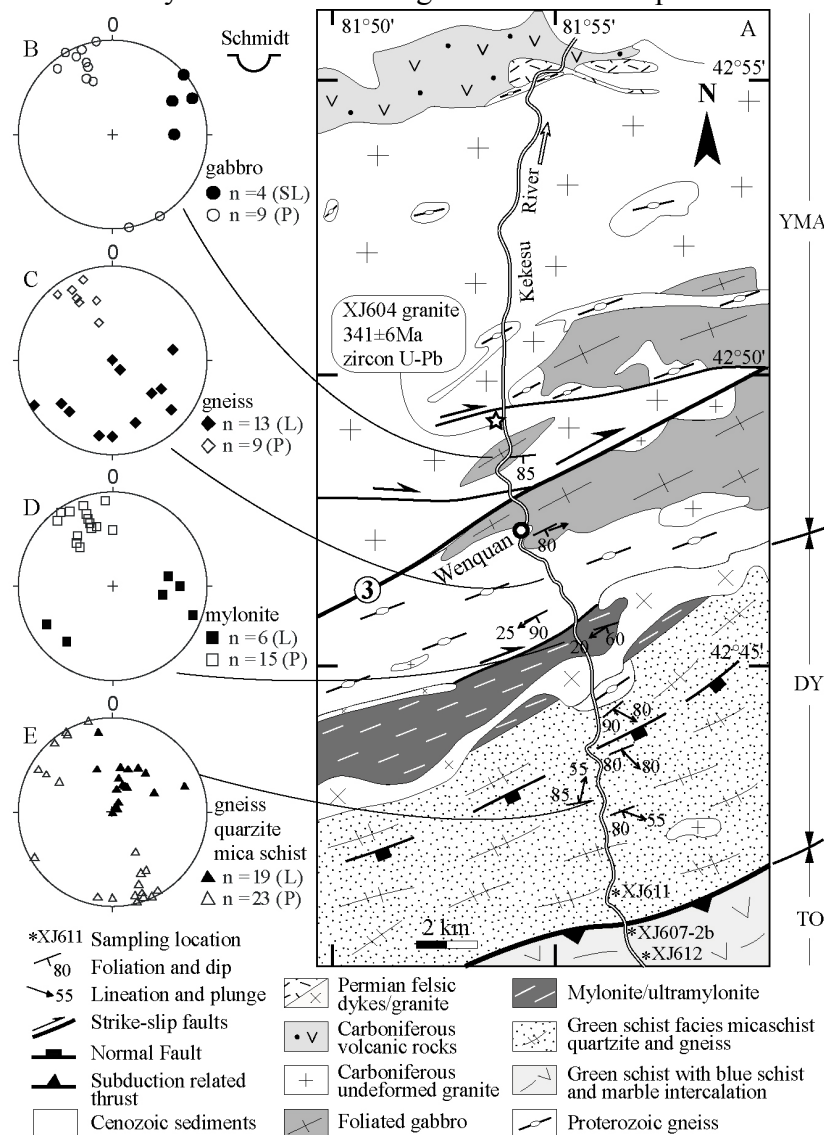 A
81°50'
81°55'
42°55'
N
River
Kekesu
YMA
XJ604 granite
341±6Ma
zircon U-Pb
42°50'
85
Wenquan
80
3
25
90
20
60
42°45'
DY
80
90
80
80
55
85
55
80
*XJ611
*XJ607-2b
*XJ612
TO
2 km
B
0
Schmidt
gabbro
n =4 (SL)
n =9 (P)
C
0
gneiss
n =13 (L)
n =9 (P)
D
0
mylonite
n =6 (L)
n =15 (P)
E
0
gneiss
quarzite
mica schist
n =19 (L)
n =23 (P)
*XJ611 Sampling location
80 Foliation and dip
55 Lineation and plunge
Strike-slip faults
Normal Fault
Subduction related
thrust
Cenozoic sediments
Permian felsic
dykes/granite
Carboniferous
volcanic rocks
Carboniferous
undeformed granite
Foliated gabbro
Mylonite/ultramylonite
Green schist facies micaschist
quartzite and gneiss
Green schist with blue schist
and marble intercalation
Proterozoic gneiss